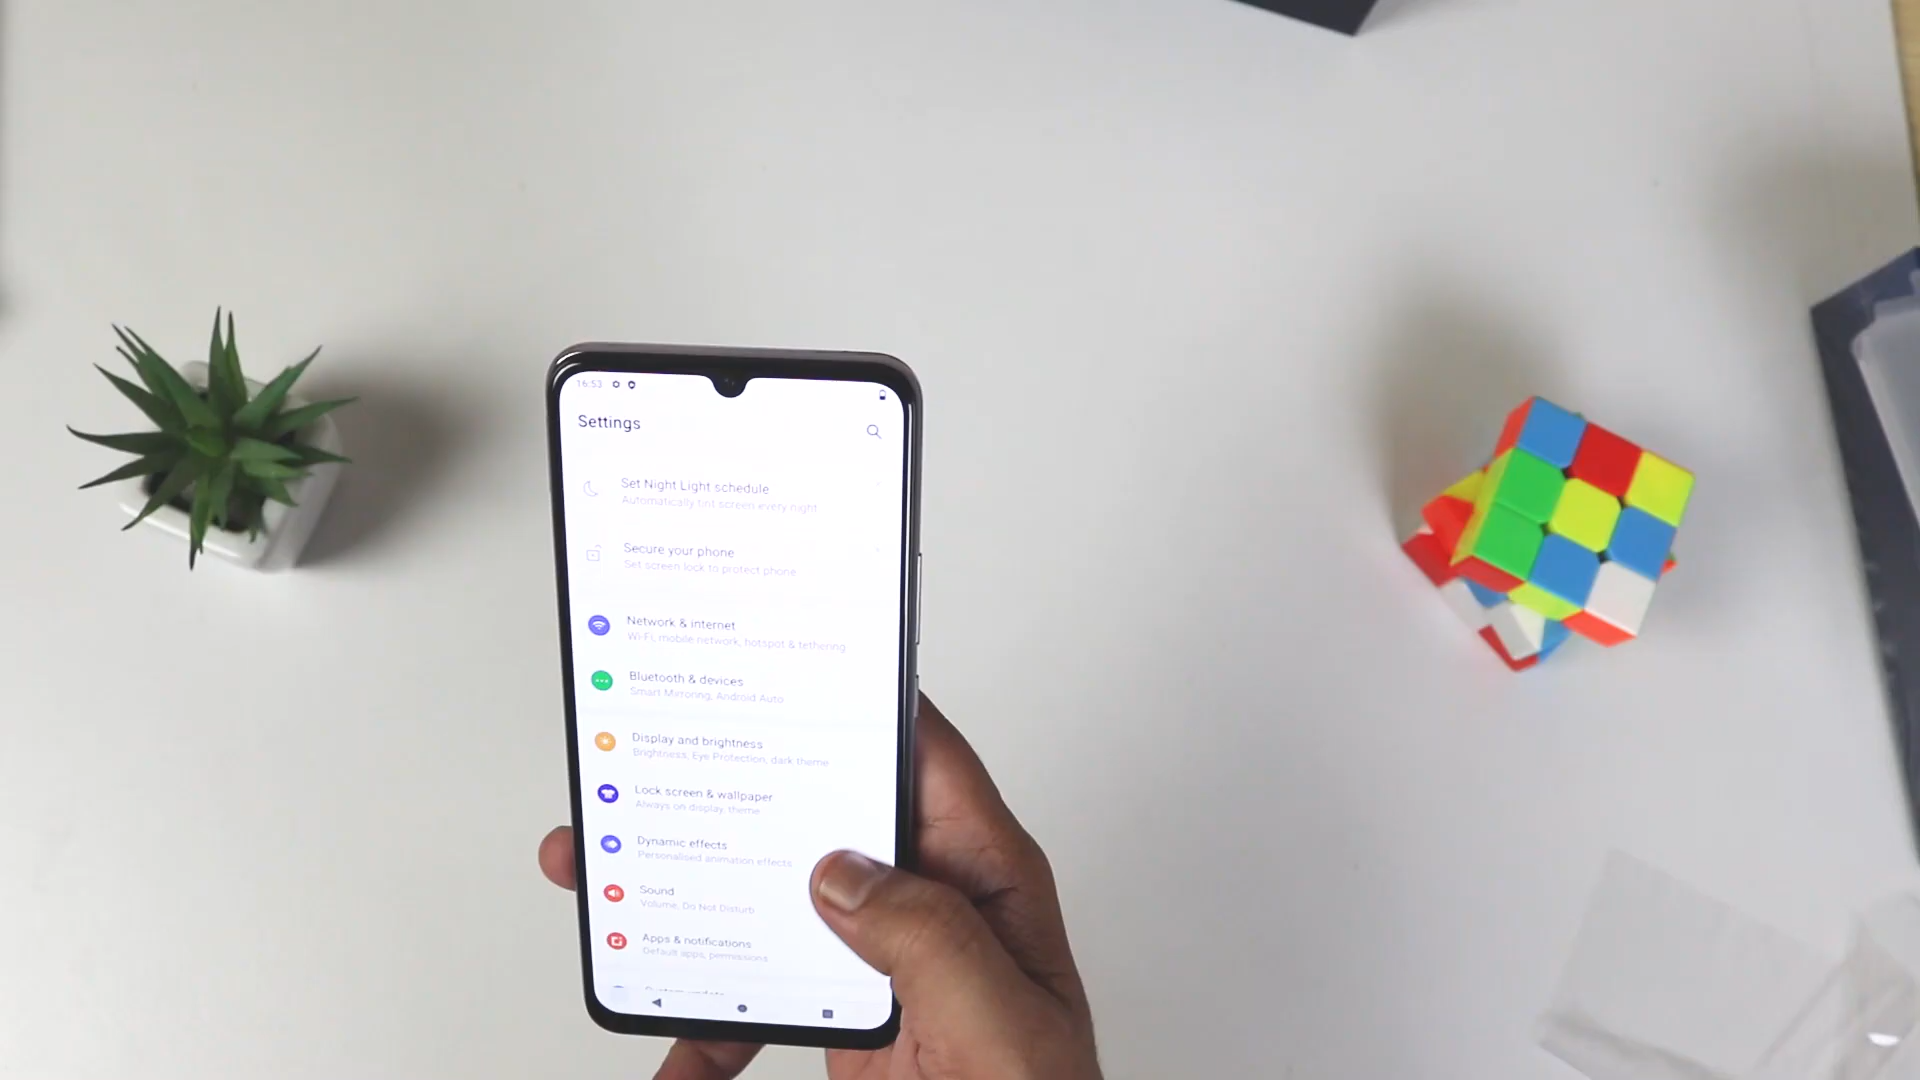 16:53
Settings
Set Night Light schedule
Automatically tint screen every night
Secure your phone
Set screen lock to protect phone
Network & internet
Wi-Fi, mobile network, hotspot & tethering
Bluetooth & devices
Smart Mirroring, Android Auto
Display and brightness
Brightness, Eye Protection, dark theme
Lock screen & wallpaper
Always on display, theme
Dynamic effects
Personalised animation effects
Sound
Volume, Do Not Disturb
Apps & notifications
Default apps, permissions